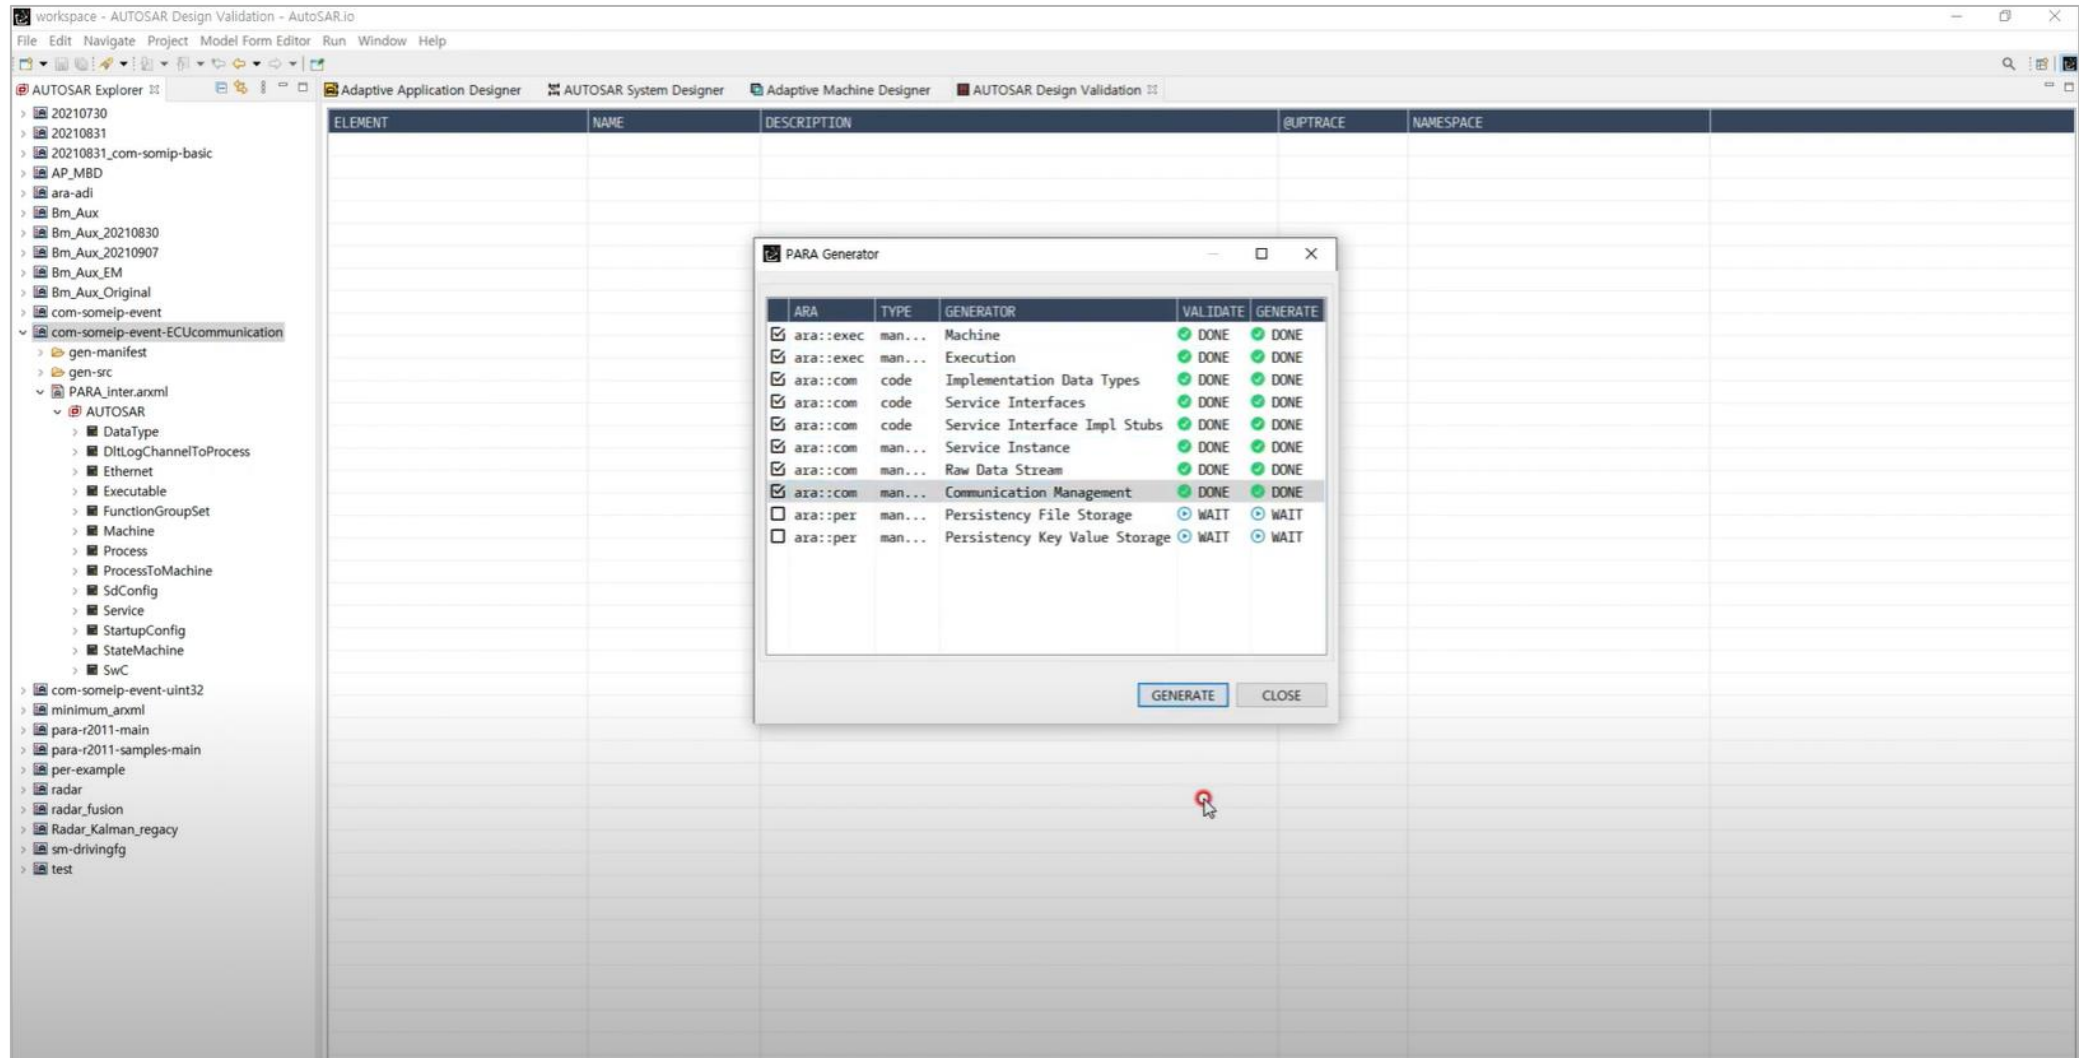 workspace - AUTOSAR Design Validation - AutoSAR.io
File Edit Navigate Project Model Form Editor Run Window Help
AUTOSAR Explorer
Adaptive Application Designer AUTOSAR System Designer Adaptive Machine Designer AUTOSAR Design Validation
20210730
20210831
20210831_com-somip-basic
AP_MBD
ara-adi
Bm_Aux
Bm_Aux_20210830
Bm_Aux_20210907
Bm_Aux_EM
Bm_Aux_Original
com-someip-event
com-someip-event-ECUcommunication
gen-manifest
gen-src
PARA_inter.arxml
AUTOSAR
DataType
DltLogChannelToProcess
Ethernet
Executable
FunctionGroupSet
Machine
Process
ProcessToMachine
SdConfig
Service
StartupConfig
StateMachine
SwC
com-someip-event-uint32
minimum_arxml
para-r2011-main
para-r2011-samples-main
per-example
radar
radar_fusion
Radar_Kalman_regacy
sm-drivingfg
test
ELEMENT NAME DESCRIPTION @UPTRACE NAMESPACE
PARA Generator
ARA TYPE GENERATOR VALIDATE GENERATE
ara::exec man... Machine DONE DONE
ara::exec man... Execution DONE DONE
ara::com code Implementation Data Types DONE DONE
ara::com code Service Interfaces DONE DONE
ara::com code Service Interface Impl Stubs DONE DONE
ara::com man... Service Instance DONE DONE
ara::com man... Raw Data Stream DONE DONE
ara::com man... Communication Management DONE DONE
ara::per man... Persistency File Storage WAIT WAIT
ara::per man... Persistency Key Value Storage WAIT WAIT
GENERATE CLOSE